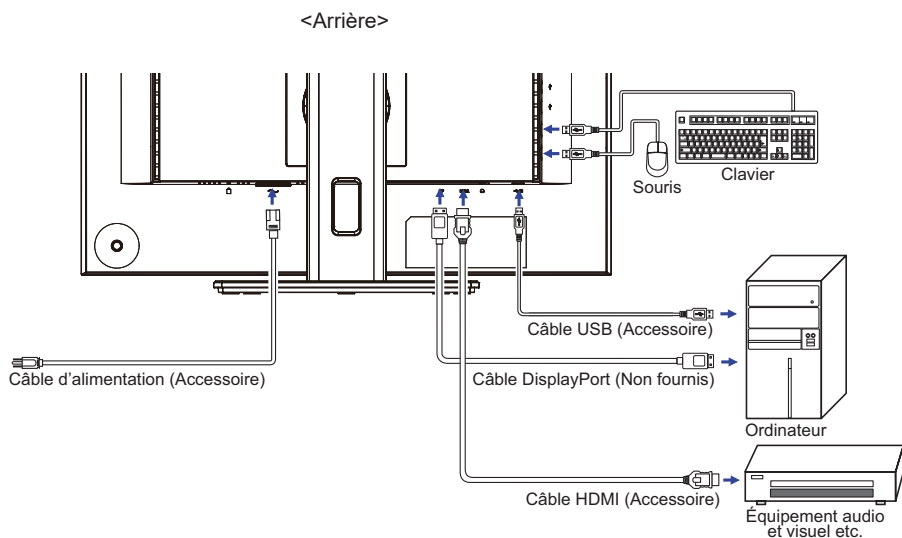 <Arrière>
Souris
Clavier
Câble USB (Accessoire)
Câble d'alimentation (Accessoire)
Câble DisplayPort (Non fournis)
Ordinateur
Câble HDMI (Accessoire)
Équipement audio
et visuel etc.